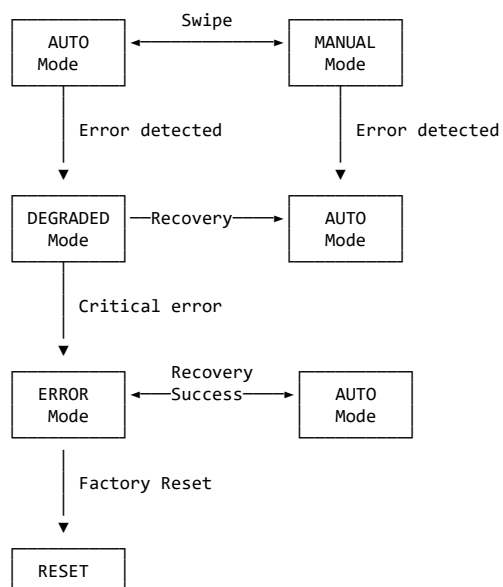 Swipe
AUTO
Mode
MANUAL
Mode
Error detected
Error detected
DEGRADED
Mode
Recovery
AUTO
Mode
Critical error
ERROR
Mode
Recovery
Success
AUTO
Mode
Factory Reset
RESET